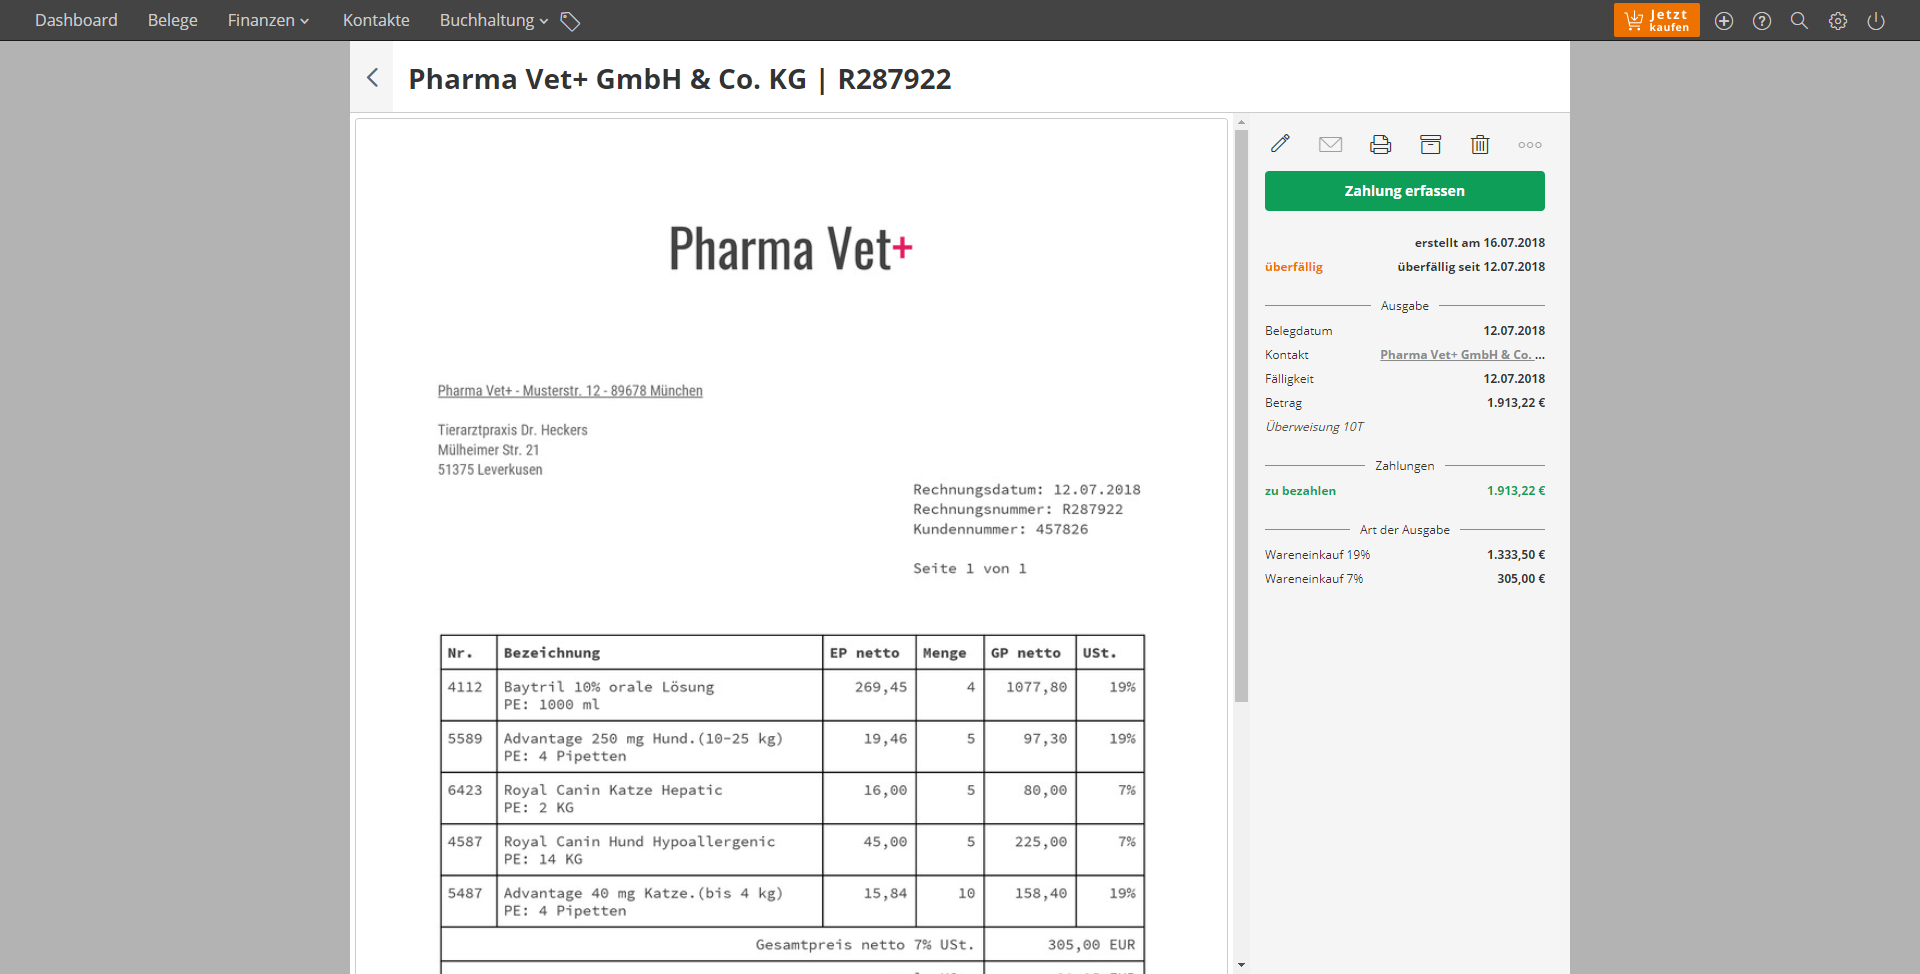 Dashboard Belege Finanzen Kontakte Buchhaltung Jetzt kaufen
Pharma Vet+ GmbH & Co. KG | R287922
Pharma Vet+
Pharma Vet+ - Musterstr. 12 - 89678 München
Tierarztpraxis Dr. Heckers
Mülheimer Str. 21
51375 Leverkusen
Rechnungsdatum: 12.07.2018
Rechnungsnummer: R287922
Kundennummer: 457826
Seite 1 von 1
Nr. Bezeichnung EP netto Menge GP netto USt.
4112 Baytril 10% orale Lösung 269,45 4 1077,80 19%
PE: 1000 ml
5589 Advantage 250 mg Hund.(10-25 kg) 19,46 5 97,30 19%
PE: 4 Pipetten
6423 Royal Canin Katze Hepatic 16,00 5 80,00 7%
PE: 2 KG
4587 Royal Canin Hund Hypoallergenic 45,00 5 225,00 7%
PE: 14 KG
5487 Advantage 40 mg Katze.(bis 4 kg) 15,84 10 158,40 19%
PE: 4 Pipetten
Gesamtpreis netto 7% USt. 305,00 EUR
Zahlung erfassen
erstellt am 16.07.2018
überfällig überfällig seit 12.07.2018
Ausgabe
Belegdatum 12.07.2018
Kontakt Pharma Vet+ GmbH & Co. ...
Fälligkeit 12.07.2018
Betrag 1.913,22 €
Überweisung 10T
Zahlungen
zu bezahlen 1.913,22 €
Art der Ausgabe
Wareneinkauf 19% 1.333,50 €
Wareneinkauf 7% 305,00 €